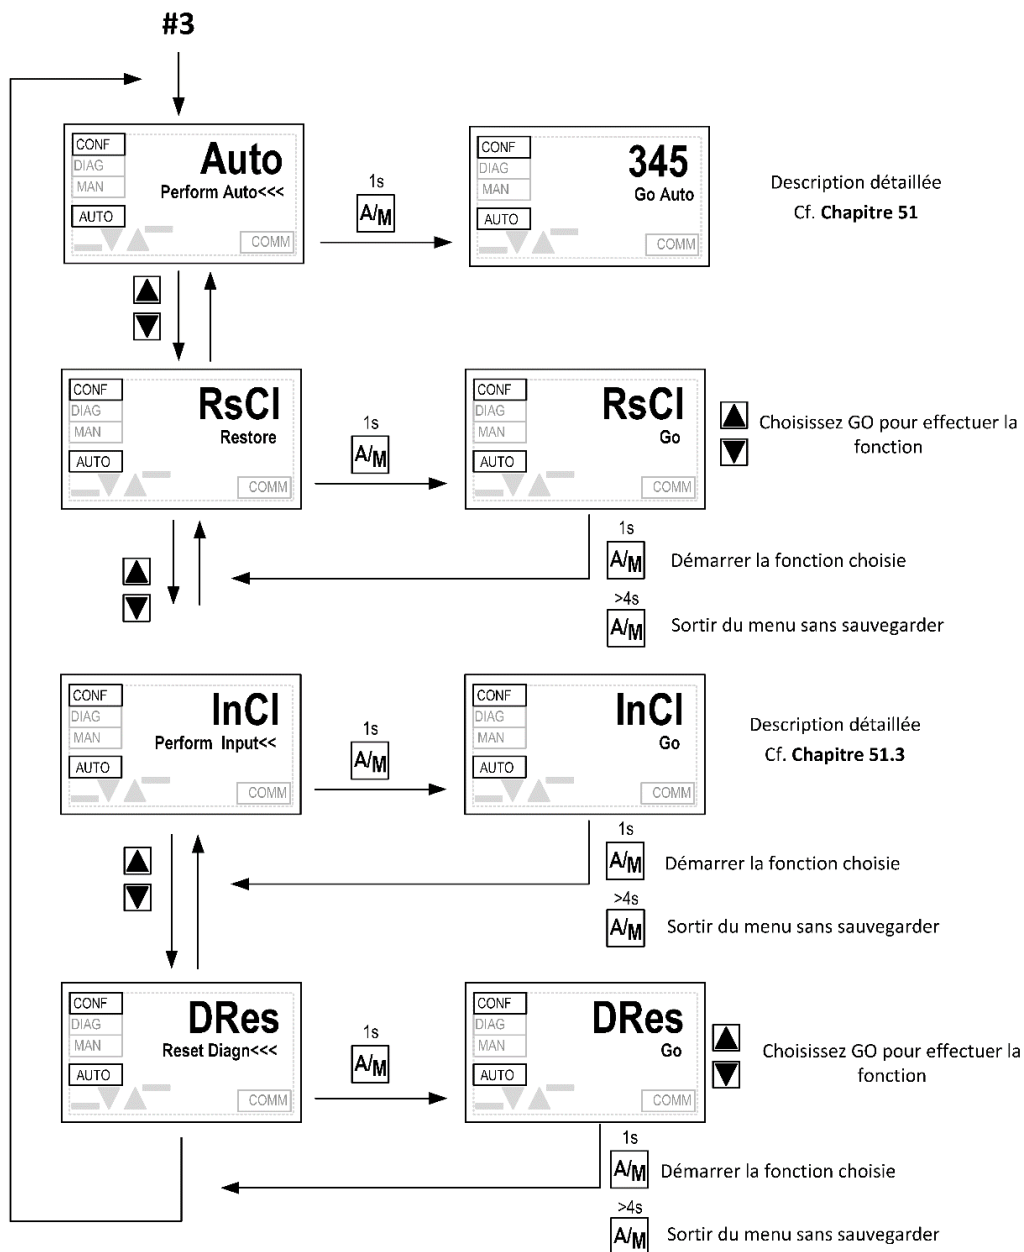 #3
CONF
DIAG
MAN
AUTO
Auto
Perform Auto<<<
COMM
1s
A/M
CONF
DIAG
MAN
AUTO
345
Go Auto
COMM
Description détaillée
Cf. Chapitre 51
CONF
DIAG
MAN
AUTO
RsCl
Restore
COMM
1s
A/M
CONF
DIAG
MAN
AUTO
RsCl
Go
COMM
Choisissez GO pour effectuer la
fonction
1s
A/M Démarrer la fonction choisie
>4s
A/M Sortir du menu sans sauvegarder
CONF
DIAG
MAN
AUTO
InCl
Perform Input<<
COMM
1s
A/M
CONF
DIAG
MAN
AUTO
InCl
Go
COMM
Description détaillée
Cf. Chapitre 51.3
1s
A/M Démarrer la fonction choisie
>4s
A/M Sortir du menu sans sauvegarder
CONF
DIAG
MAN
AUTO
DRes
Reset Diagn<<<
COMM
1s
A/M
CONF
DIAG
MAN
AUTO
DRes
Go
COMM
Choisissez GO pour effectuer la
fonction
1s
A/M Démarrer la fonction choisie
>4s
A/M Sortir du menu sans sauvegarder